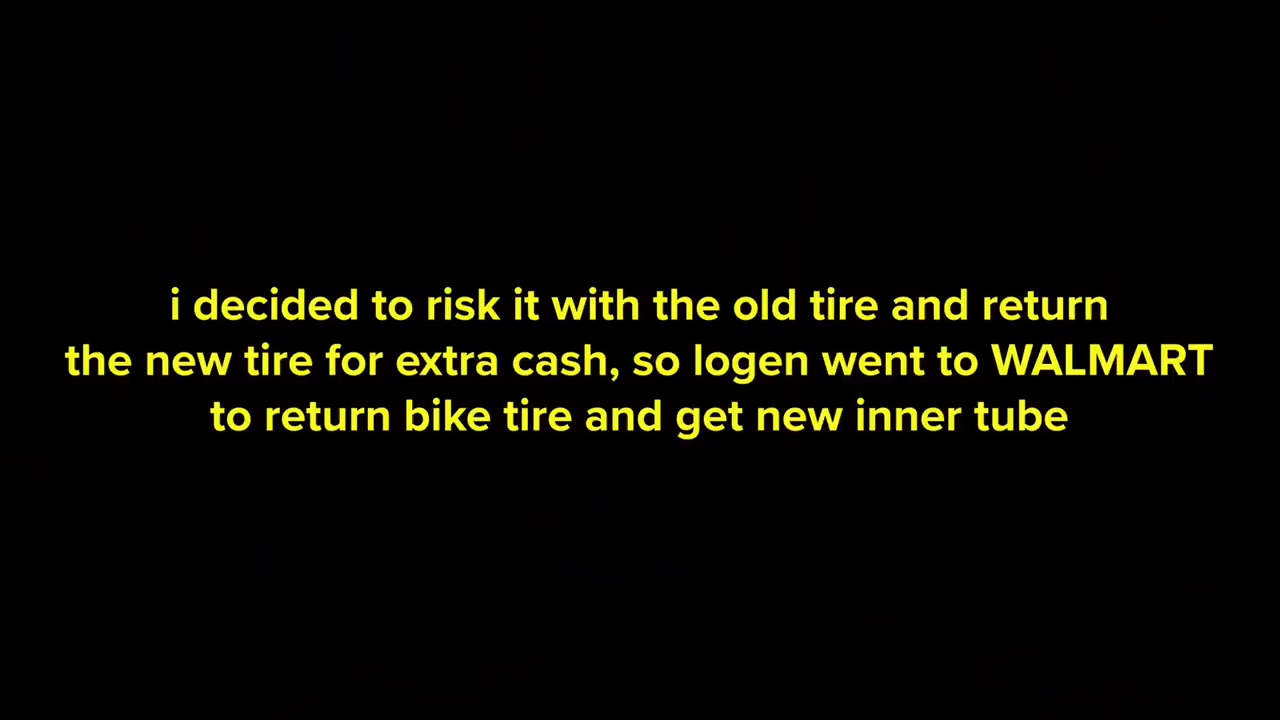 i decided to risk it with the old tire and return
the new tire for extra cash, so logen went to WALMART
to return bike tire and get new inner tube